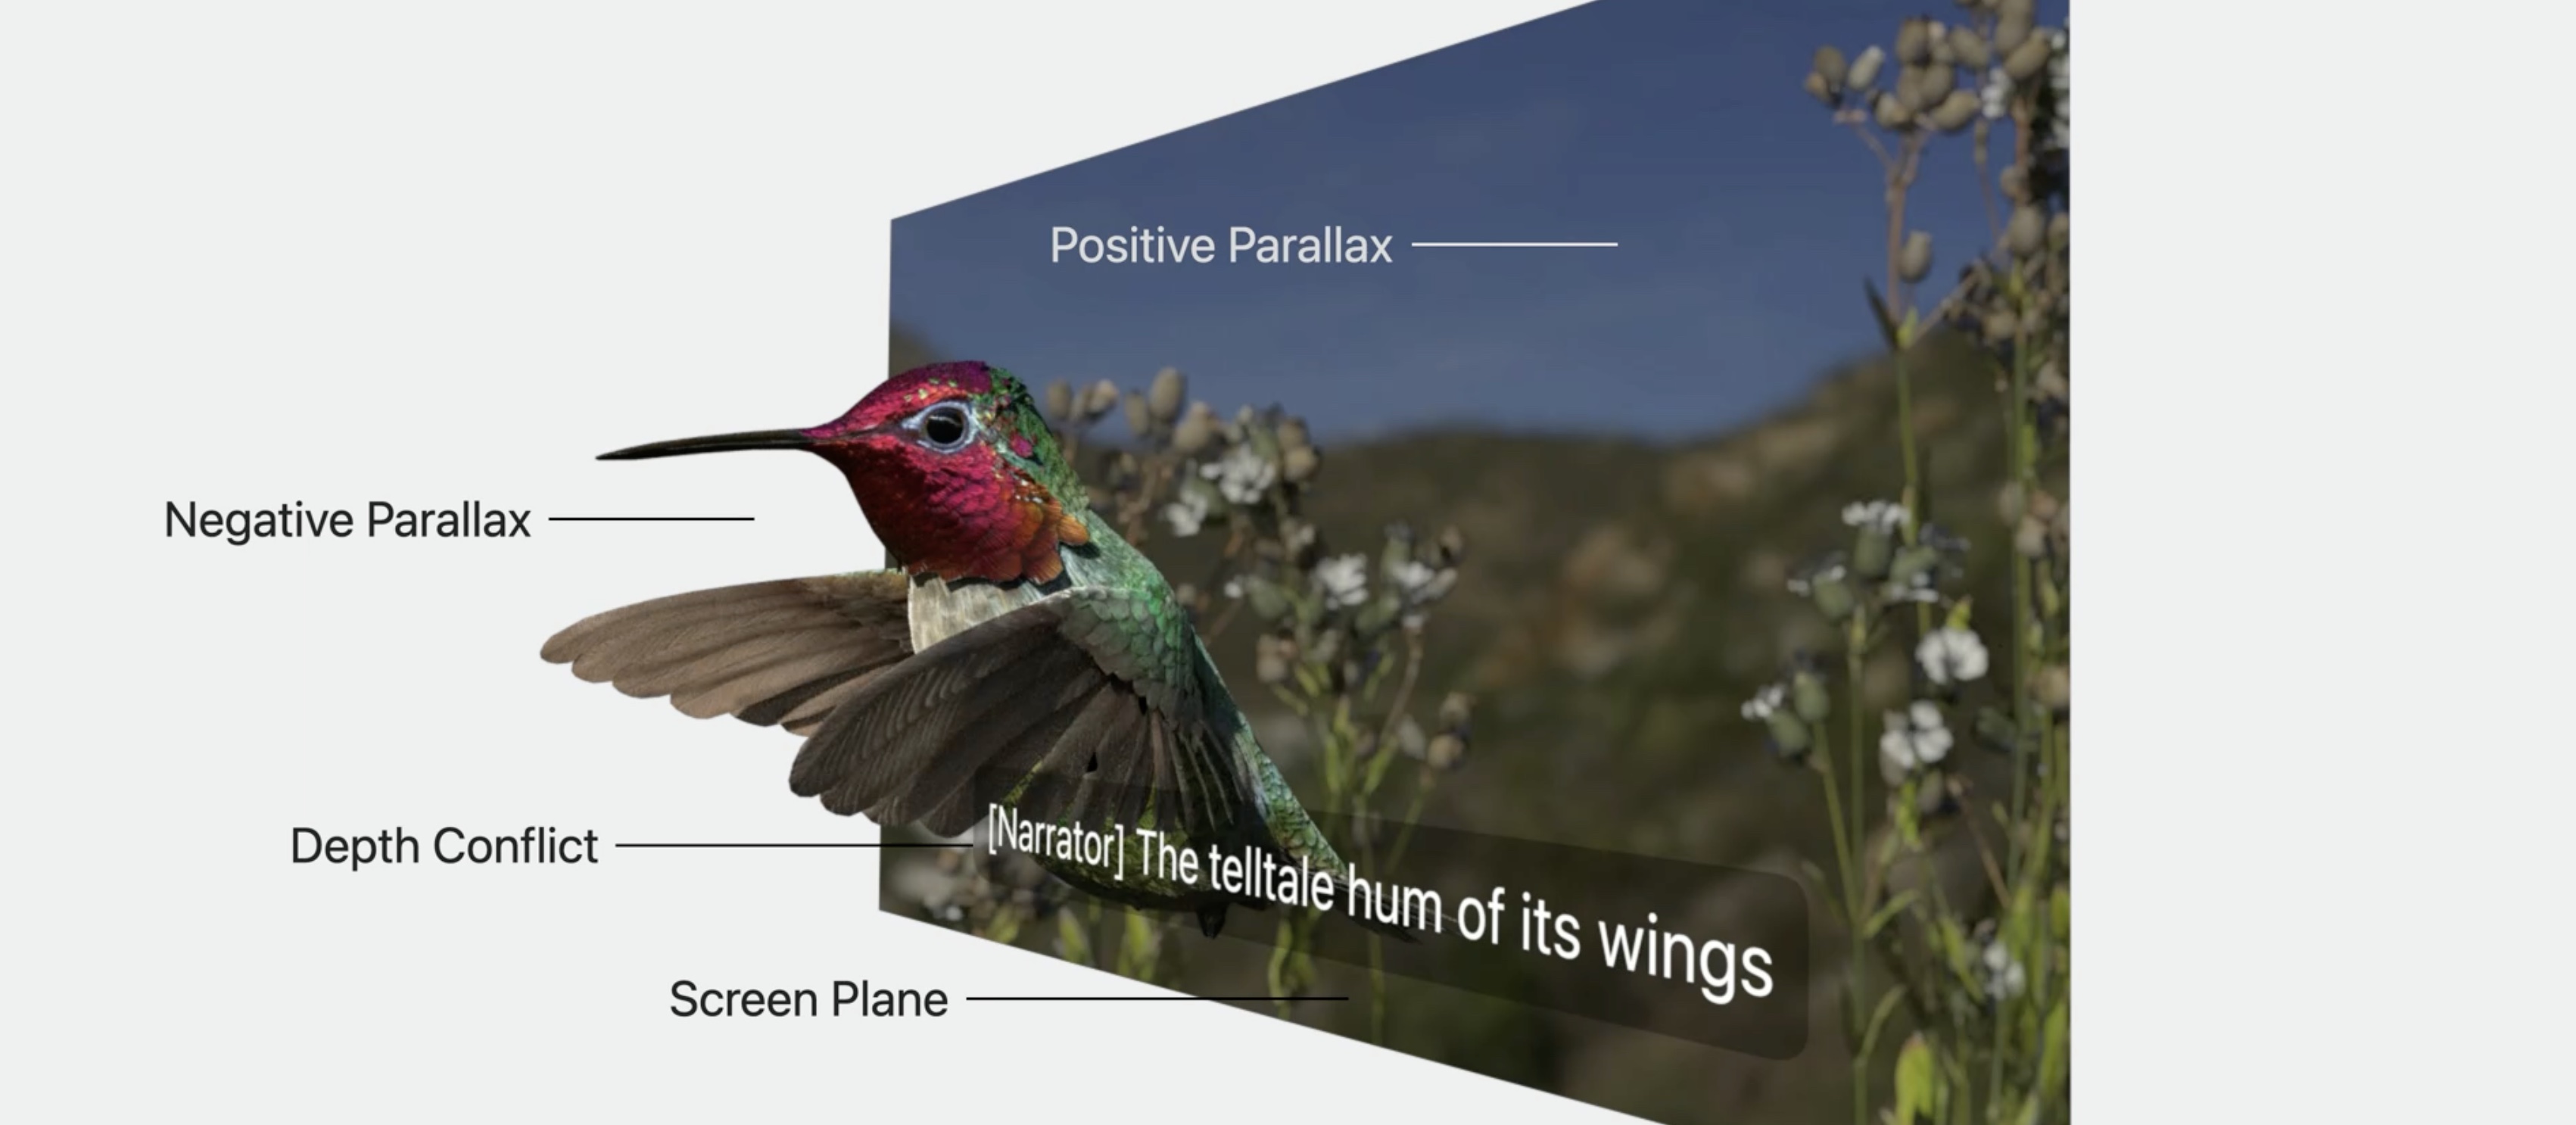 Positive Parallax
Negative Parallax
Depth Conflict
[Narrator] The telltale hum of its wings
Screen Plane